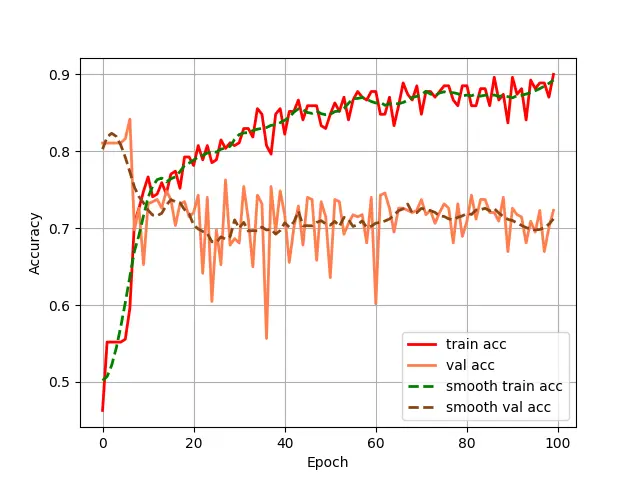 0.9
0.8
0.7
0.6
0.5
Accuracy
0
20
40
60
80
100
Epoch
train acc
val acc
smooth train acc
smooth val acc